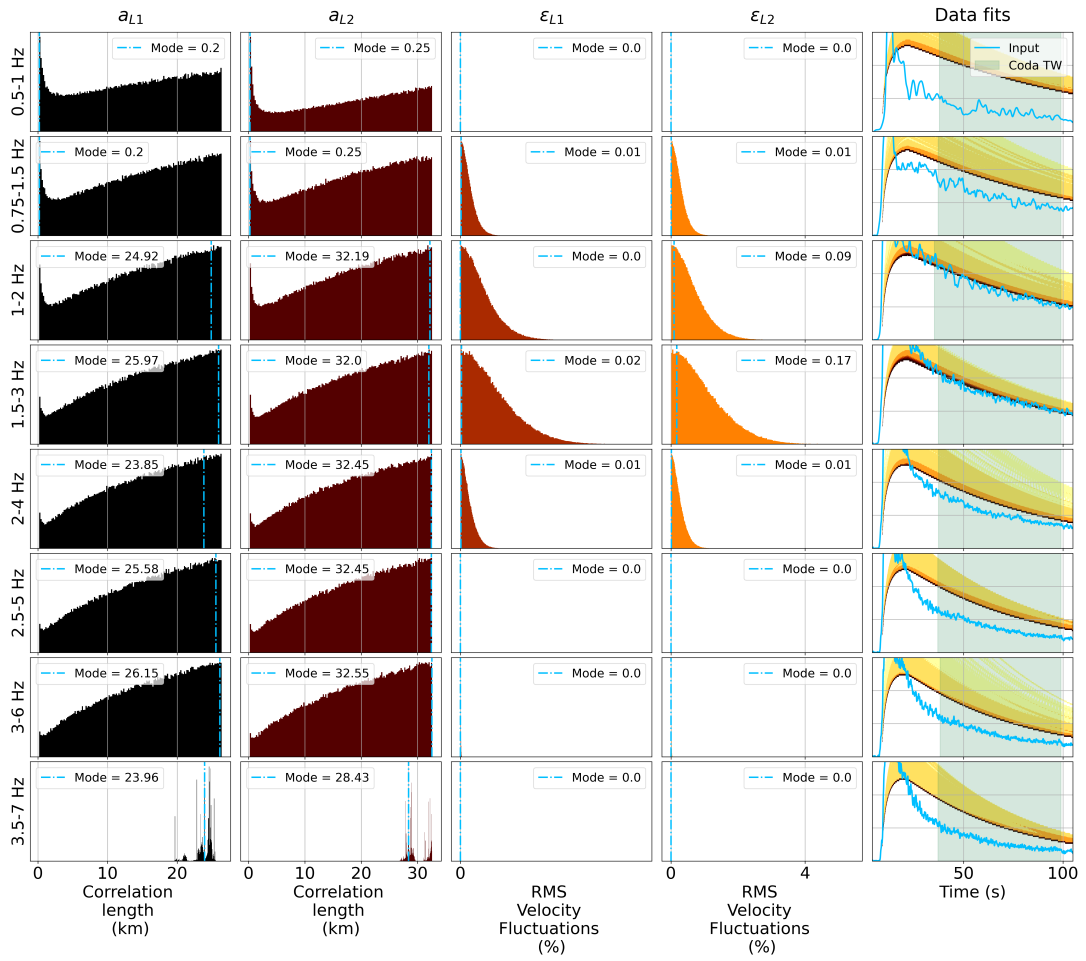 a_{L1}
a_{L2}
ε_{L1}
ε_{L2}
Data fits
0.5-1 Hz
Mode = 0.2
Mode = 0.25
Mode = 0.0
Mode = 0.0
Input
Coda TW
0.75-1.5 Hz
Mode = 0.2
Mode = 0.25
Mode = 0.01
Mode = 0.01
1-2 Hz
Mode = 24.92
Mode = 32.19
Mode = 0.0
Mode = 0.09
1.5-3 Hz
Mode = 25.97
Mode = 32.0
Mode = 0.02
Mode = 0.17
2-4 Hz
Mode = 23.85
Mode = 32.45
Mode = 0.01
Mode = 0.01
2.5-5 Hz
Mode = 25.58
Mode = 32.45
Mode = 0.0
Mode = 0.0
3-6 Hz
Mode = 26.15
Mode = 32.55
Mode = 0.0
Mode = 0.0
3.5-7 Hz
Mode = 23.96
Mode = 28.43
Mode = 0.0
Mode = 0.0
0 10 20
0 10 20 30
0
0 4
50 100
Correlation
length
(km)
Correlation
length
(km)
RMS
Velocity
Fluctuations
(%)
RMS
Velocity
Fluctuations
(%)
Time (s)